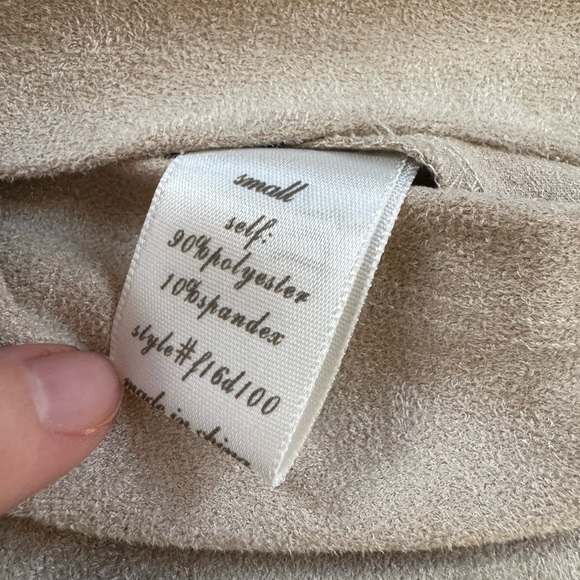 small
self:
90%polyester
10%spandex
style#f16d100
made in china